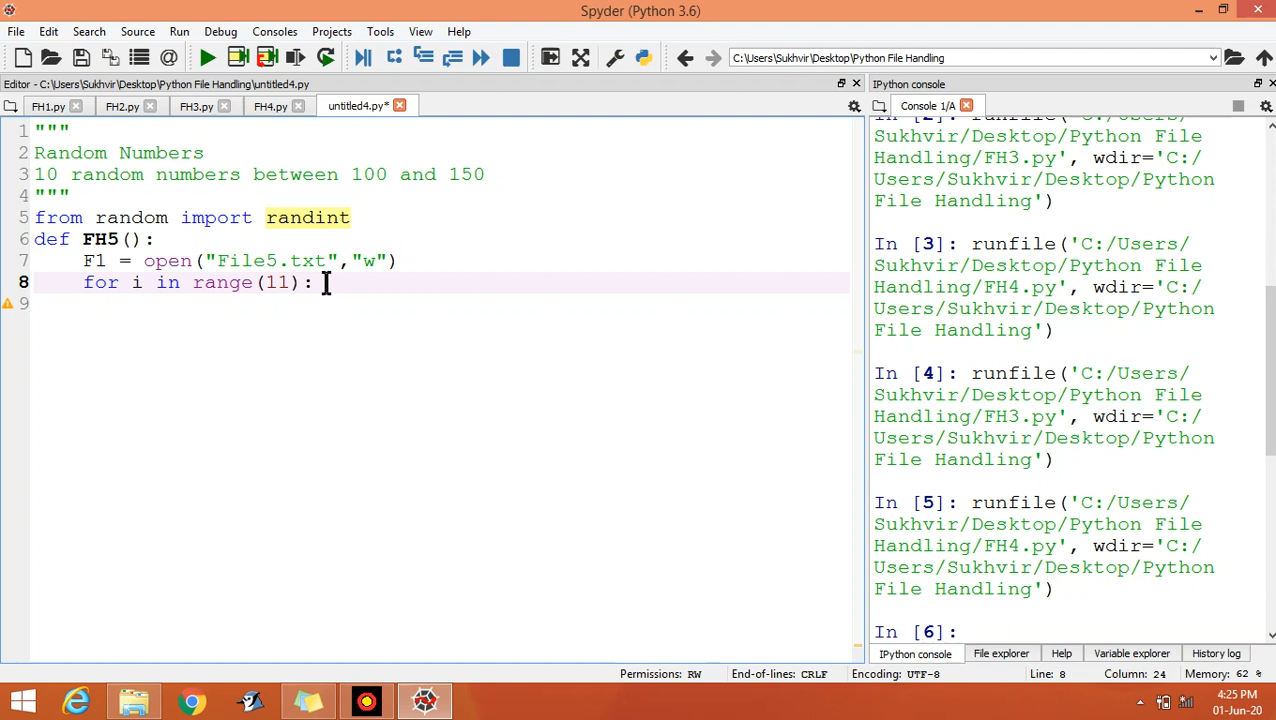 Spyder (Python 3.6)
File Edit Search Source Run Debug Consoles Projects Tools View Help
C:\Users\Sukhvir\Desktop\Python File Handling
Editor - C:\Users\Sukhvir\Desktop\Python File Handling\untitled4.py
IPython console
FH1.py FH2.py FH3.py FH4.py untitled4.py*
Console 1/A
1 """
2 Random Numbers
3 10 random numbers between 100 and 150
4 """
5 from random import randint
6 def FH5():
7 F1 = open("File5.txt","w")
8 for i in range(11):
9
In [2]: runfile('C:/Users/
Sukhvir/Desktop/Python File
Handling/FH3.py', wdir='C:/
Users/Sukhvir/Desktop/Python
File Handling')
In [3]: runfile('C:/Users/
Sukhvir/Desktop/Python File
Handling/FH4.py', wdir='C:/
Users/Sukhvir/Desktop/Python
File Handling')
In [4]: runfile('C:/Users/
Sukhvir/Desktop/Python File
Handling/FH3.py', wdir='C:/
Users/Sukhvir/Desktop/Python
File Handling')
In [5]: runfile('C:/Users/
Sukhvir/Desktop/Python File
Handling/FH4.py', wdir='C:/
Users/Sukhvir/Desktop/Python
File Handling')
In [6]:
IPython console File explorer Help Variable explorer History log
Permissions: RW End-of-lines: CRLF Encoding: UTF-8 Line: 8 Column: 24 Memory: 62 %
4:25 PM
01-Jun-20